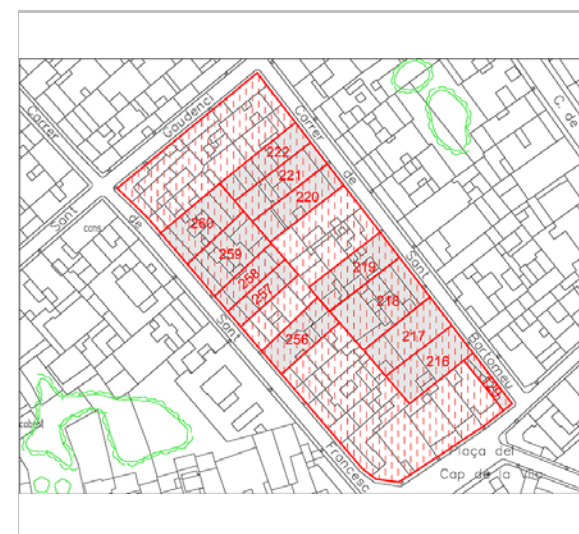 Carrer
Sant
de
Sant
Francesc
Gaudenci
Carrer
de
Sant
Bartomeu
C. de
cans.
222
221
220
260
259
258
257
256
219
218
217
216
Plaça del
Cap de la Vila